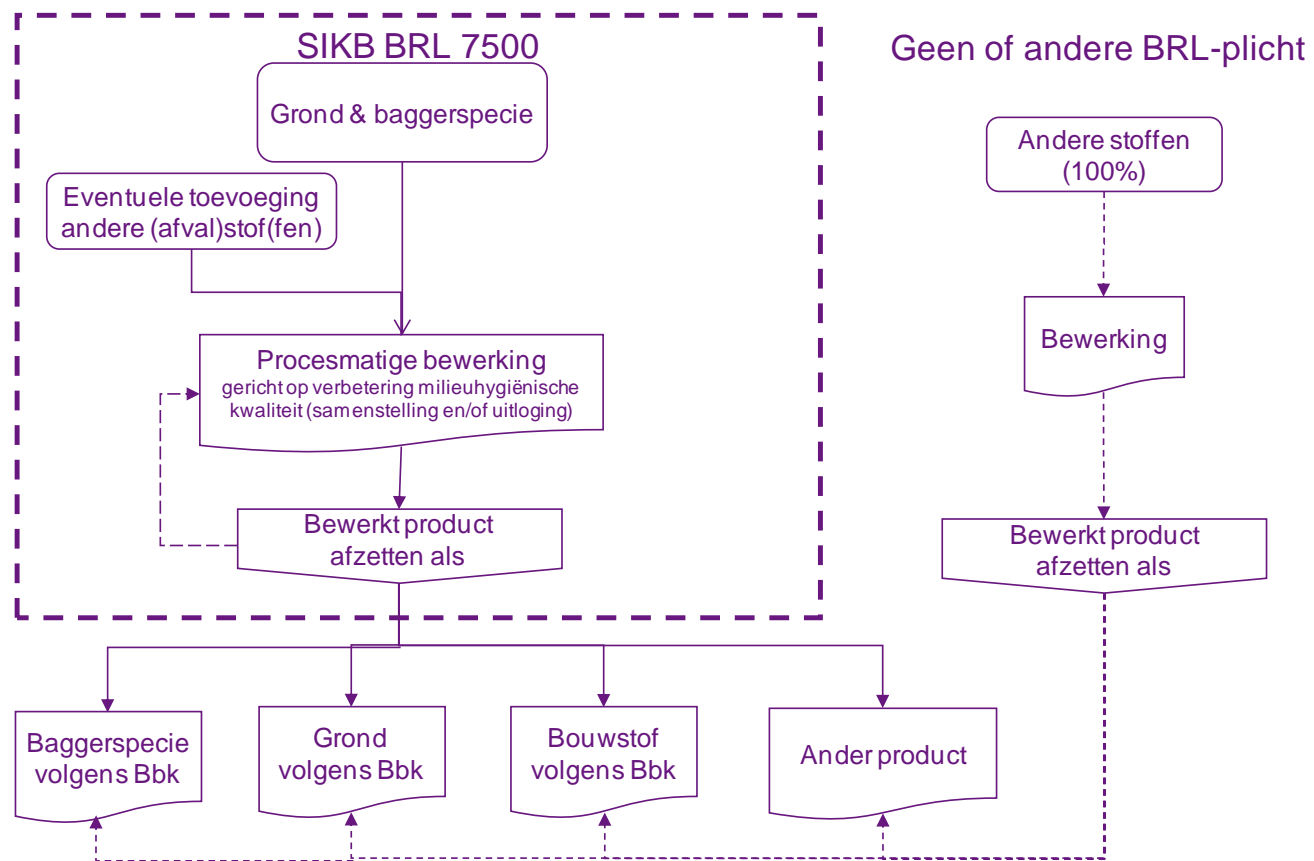 SIKB BRL 7500
Geen of andere BRL-plicht
Grond & baggerspecie
Andere stoffen
(100%)
Eventuele toevoeging
andere (afval)stof(fen)
Procesmatige bewerking
gericht op verbetering milieuhygiënische
kwaliteit (samenstelling en/of uitloging)
Bewerking
Bewerkt product
afzetten als
Bewerkt product
afzetten als
Baggerspecie
volgens Bbk
Grond
volgens Bbk
Bouwstof
volgens Bbk
Ander product